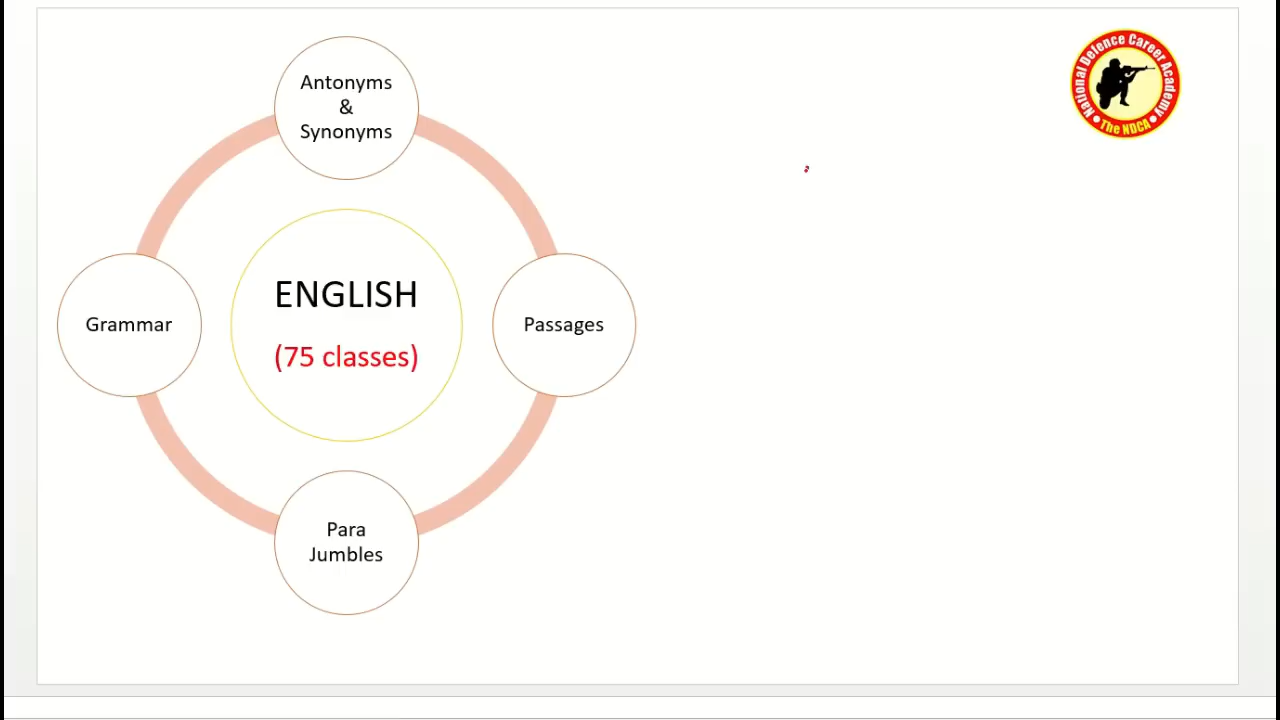 Antonyms
&
Synonyms
National Defence Career Academy
The NDCA
Grammar
ENGLISH
(75 classes)
Passages
Para
Jumbles